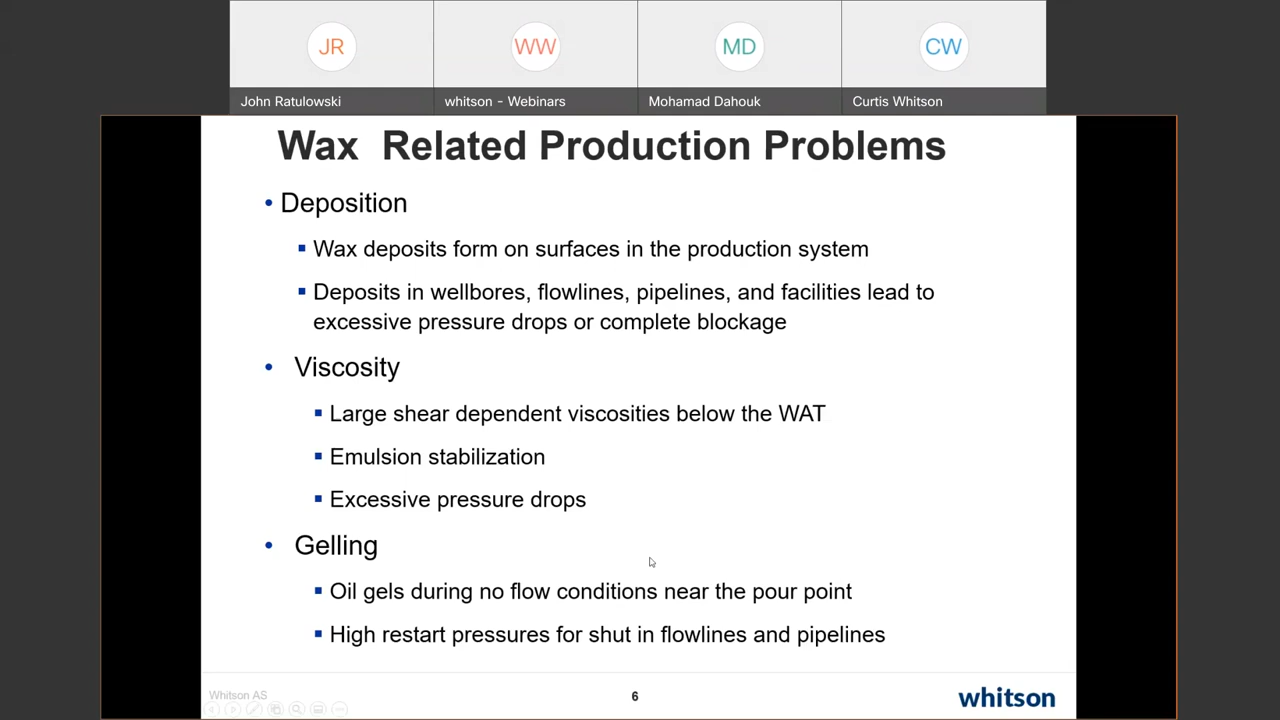 JR
WW
MD
CW
John Ratulowski
whitson - Webinars
Mohamad Dahouk
Curtis Whitson
Wax Related Production Problems
• Deposition
▪ Wax deposits form on surfaces in the production system
▪ Deposits in wellbores, flowlines, pipelines, and facilities lead to
excessive pressure drops or complete blockage
• Viscosity
▪ Large shear dependent viscosities below the WAT
▪ Emulsion stabilization
▪ Excessive pressure drops
• Gelling
▪ Oil gels during no flow conditions near the pour point
▪ High restart pressures for shut in flowlines and pipelines
Whitson AS
6
whitson